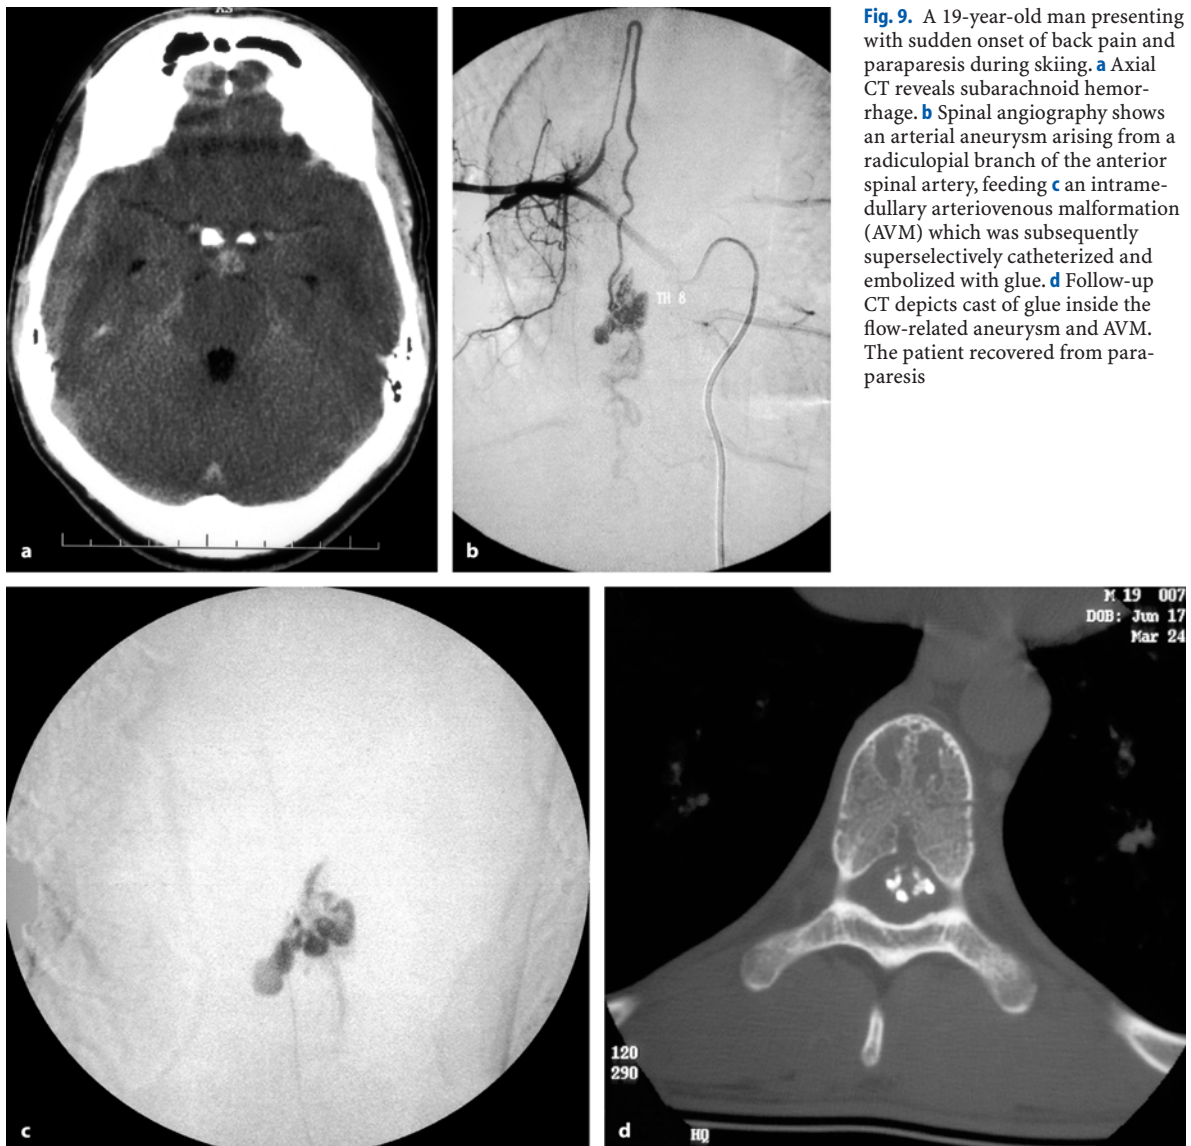 Fig. 9. A 19-year-old man presenting
with sudden onset of back pain and
paraparesis during skiing. a Axial
CT reveals subarachnoid hemor-
rhage. b Spinal angiography shows
an arterial aneurysm arising from a
radiculopial branch of the anterior
spinal artery, feeding c an intrame-
dullary arteriovenous malformation
(AVM) which was subsequently
superselectively catheterized and
embolized with glue. d Follow-up
CT depicts cast of glue inside the
flow-related aneurysm and AVM.
The patient recovered from para-
paresis
a
TH 8
b
c
M 19 007
DOB: Jun 17
Mar 24
120
290
d
HQ